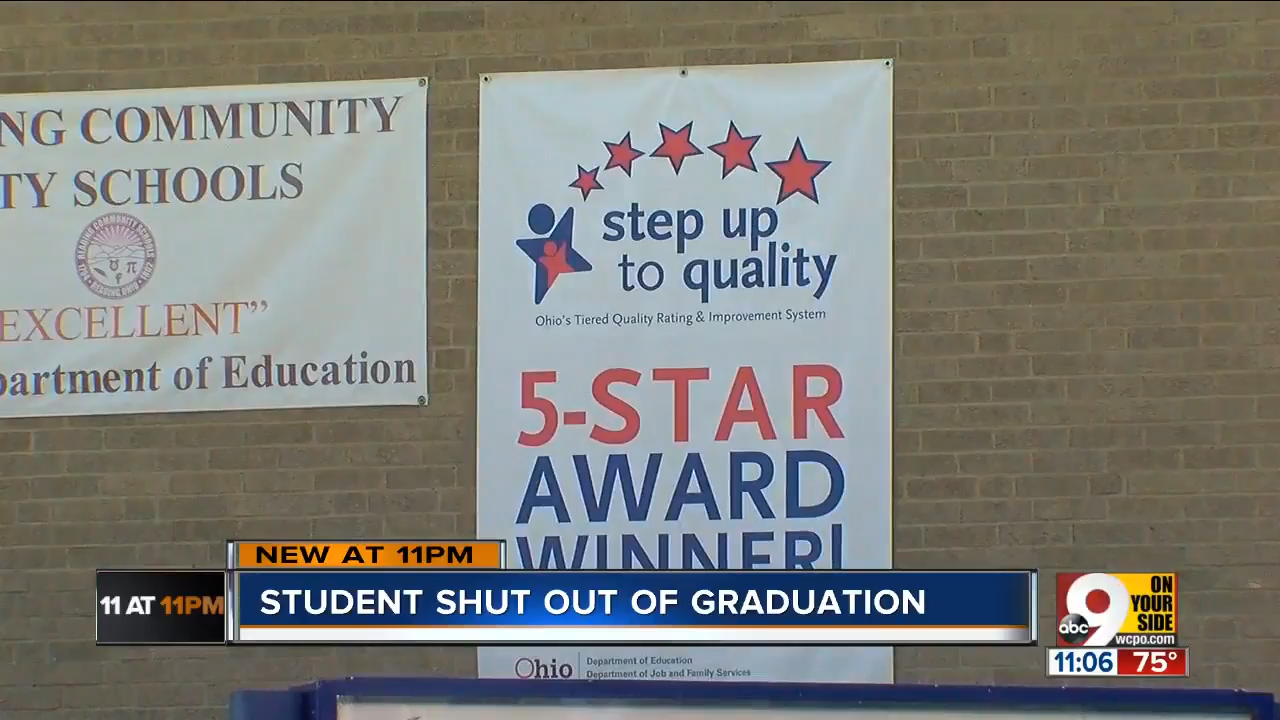 NG COMMUNITY
TY SCHOOLS
EXCELLENT”
partment of Education
step up
to quality
Ohio's Tiered Quality Rating & Improvement System
5-STAR
AWARD
WINNER!
NEW AT 11PM
11 AT 11PM
STUDENT SHUT OUT OF GRADUATION
abc
9
ON
YOUR
SIDE
wcpo.com
11:06
75°
Ohio
Department of Education
Department of Job and Family Services